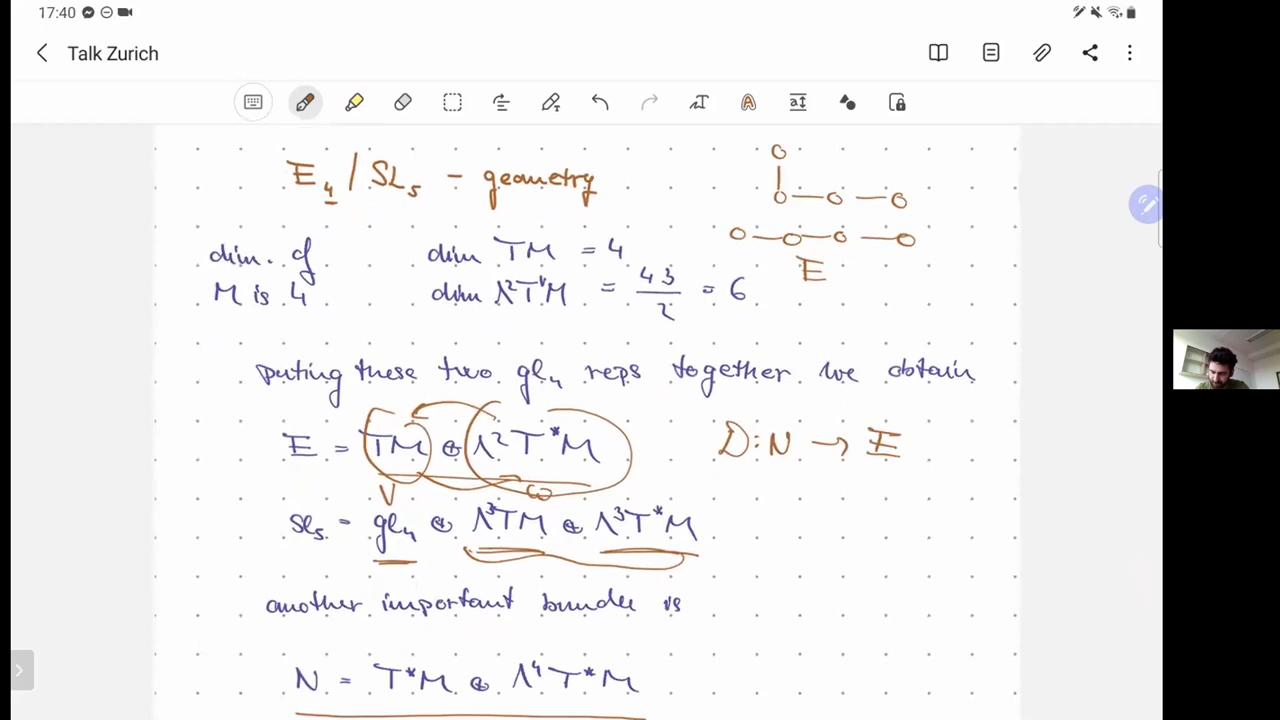 17:40
Talk Zurich
E₄ / SL₅ - geometry
dim. of
M is 4
dim TM = 4
dim Λ²T*M = 4 3 / 2 = 6
E
puting these two gl₄ reps together we obtain
E = TM ⊕ Λ²T*M
D: N → E
V ω
sl₅ = gl₄ ⊕ Λ³TM ⊕ Λ³T*M
another important bundle is
N = T*M ⊕ Λ⁴T*M